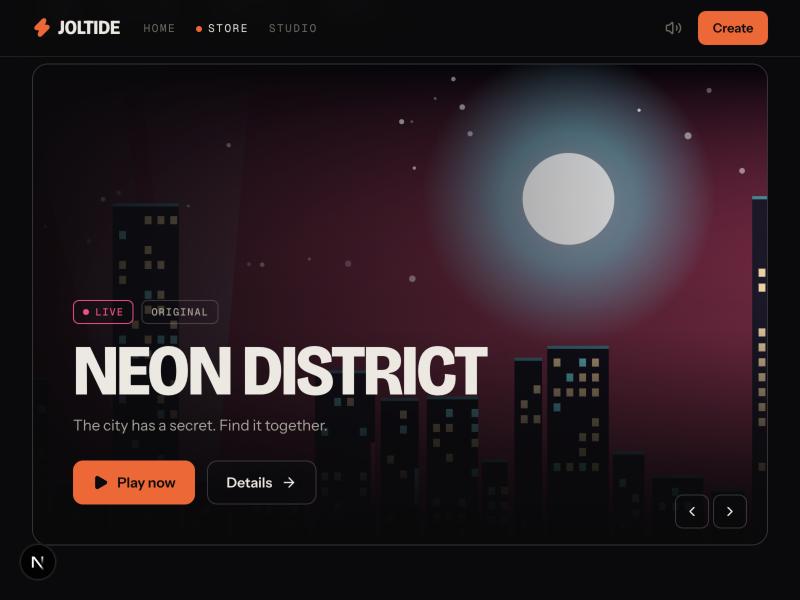 JOLTIDE HOME STORE STUDIO Create
LIVE ORIGINAL
NEON DISTRICT
The city has a secret. Find it together.
Play now Details →
N